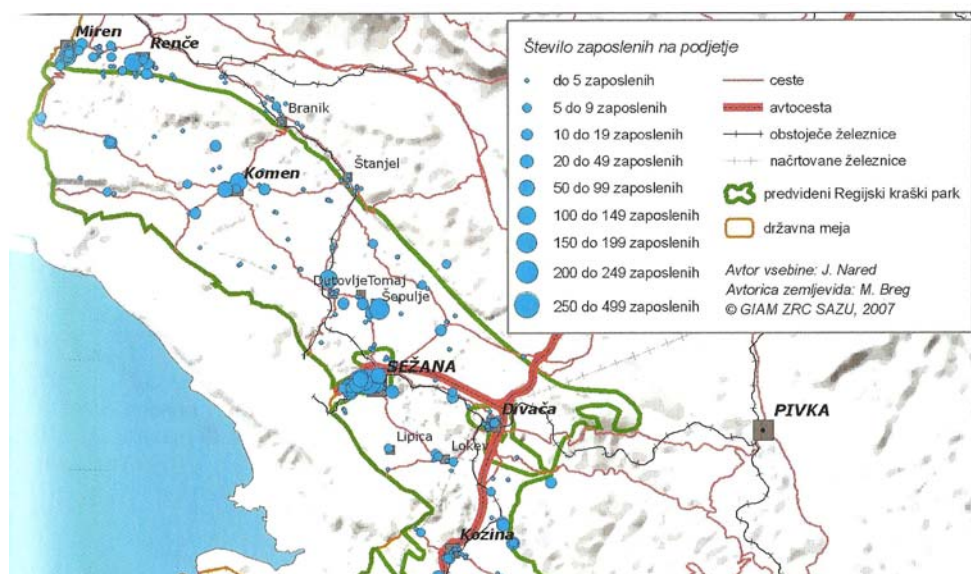 Miren
Renče
Branik
Štanjel
Komen
Dutovlje
Tomaj
Šepulje
SEŽANA
Divača
Lipica
Lokev
PIVKA
Kozina
Število zaposlenih na podjetje
do 5 zaposlenih
5 do 9 zaposlenih
10 do 19 zaposlenih
20 do 49 zaposlenih
50 do 99 zaposlenih
100 do 149 zaposlenih
150 do 199 zaposlenih
200 do 249 zaposlenih
250 do 499 zaposlenih
ceste
avtocesta
obstoječe železnice
načrtovane železnice
predvideni Regijski kraški park
državna meja
Avtor vsebine: J. Nared
Avtorica zemljevida: M. Breg
© GIAM ZRC SAZU, 2007